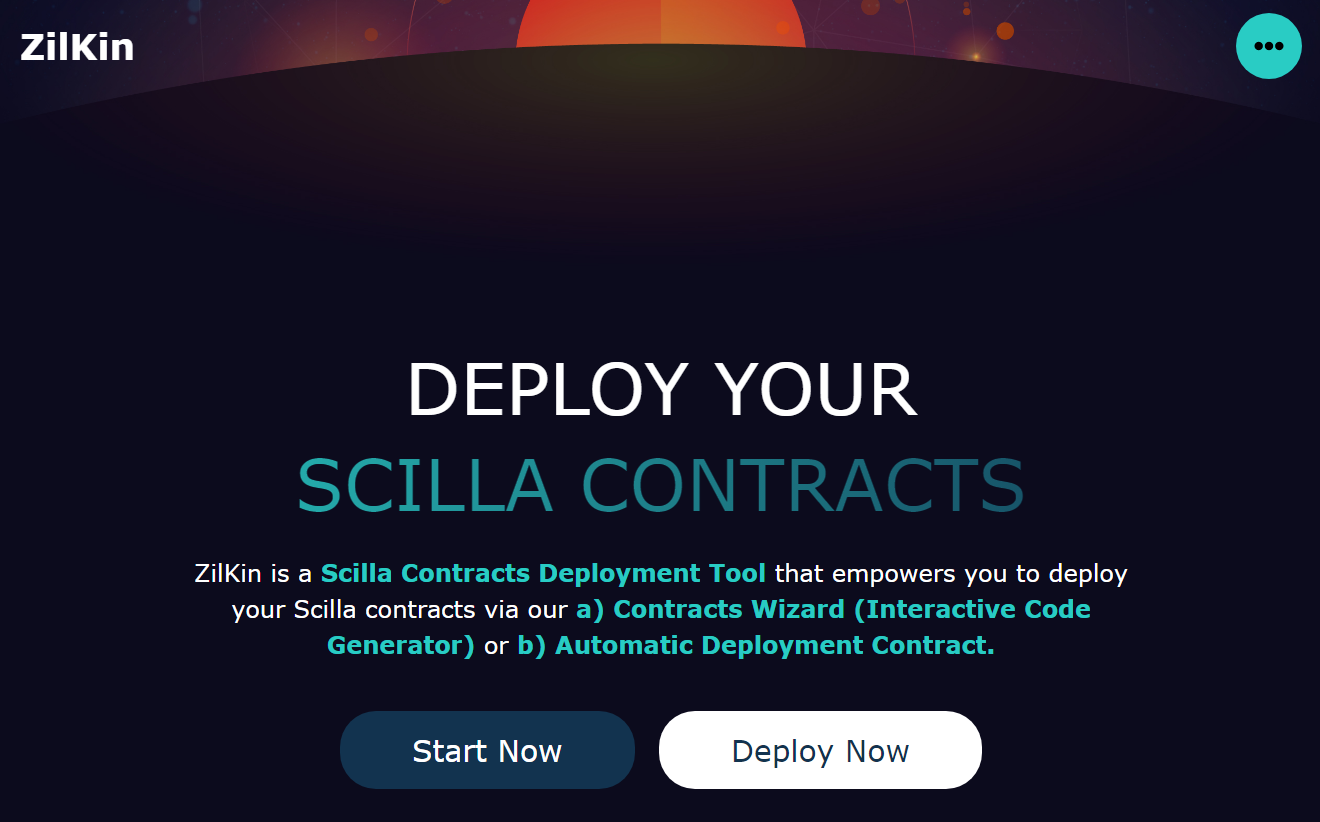 ZilKin
DEPLOY YOUR
SCILLA CONTRACTS
ZilKin is a Scilla Contracts Deployment Tool that empowers you to deploy
your Scilla contracts via our a) Contracts Wizard (Interactive Code
Generator) or b) Automatic Deployment Contract.
Start Now
Deploy Now